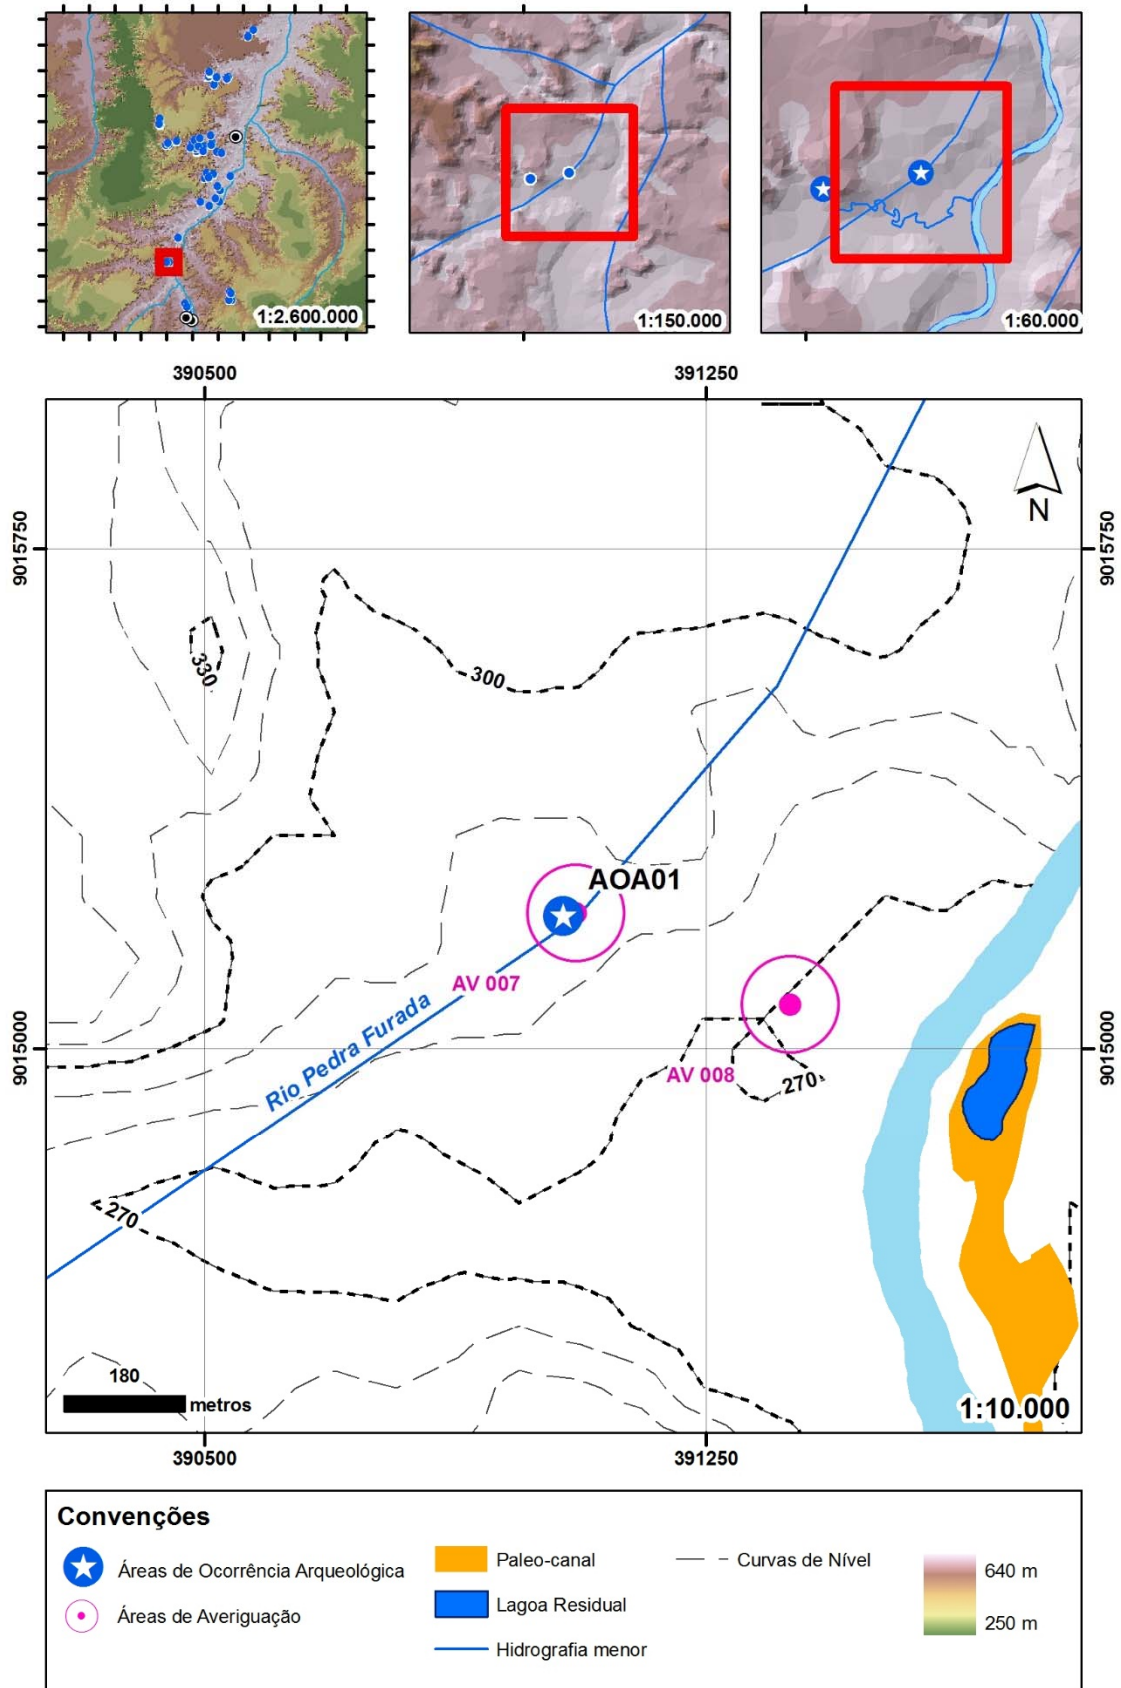 1:2.600.000
1:150.000
1:60.000
390500
391250
9015750
9015750
330
300
AOA01
AV 007
Rio Pedra Furada
9015000
9015000
AV 008
270
270
180
metros
1:10.000
390500
391250
Convenções
Áreas de Ocorrência Arqueológica
Áreas de Averiguação
Paleo-canal
Lagoa Residual
Hidrografia menor
Curvas de Nível
640 m
250 m
N